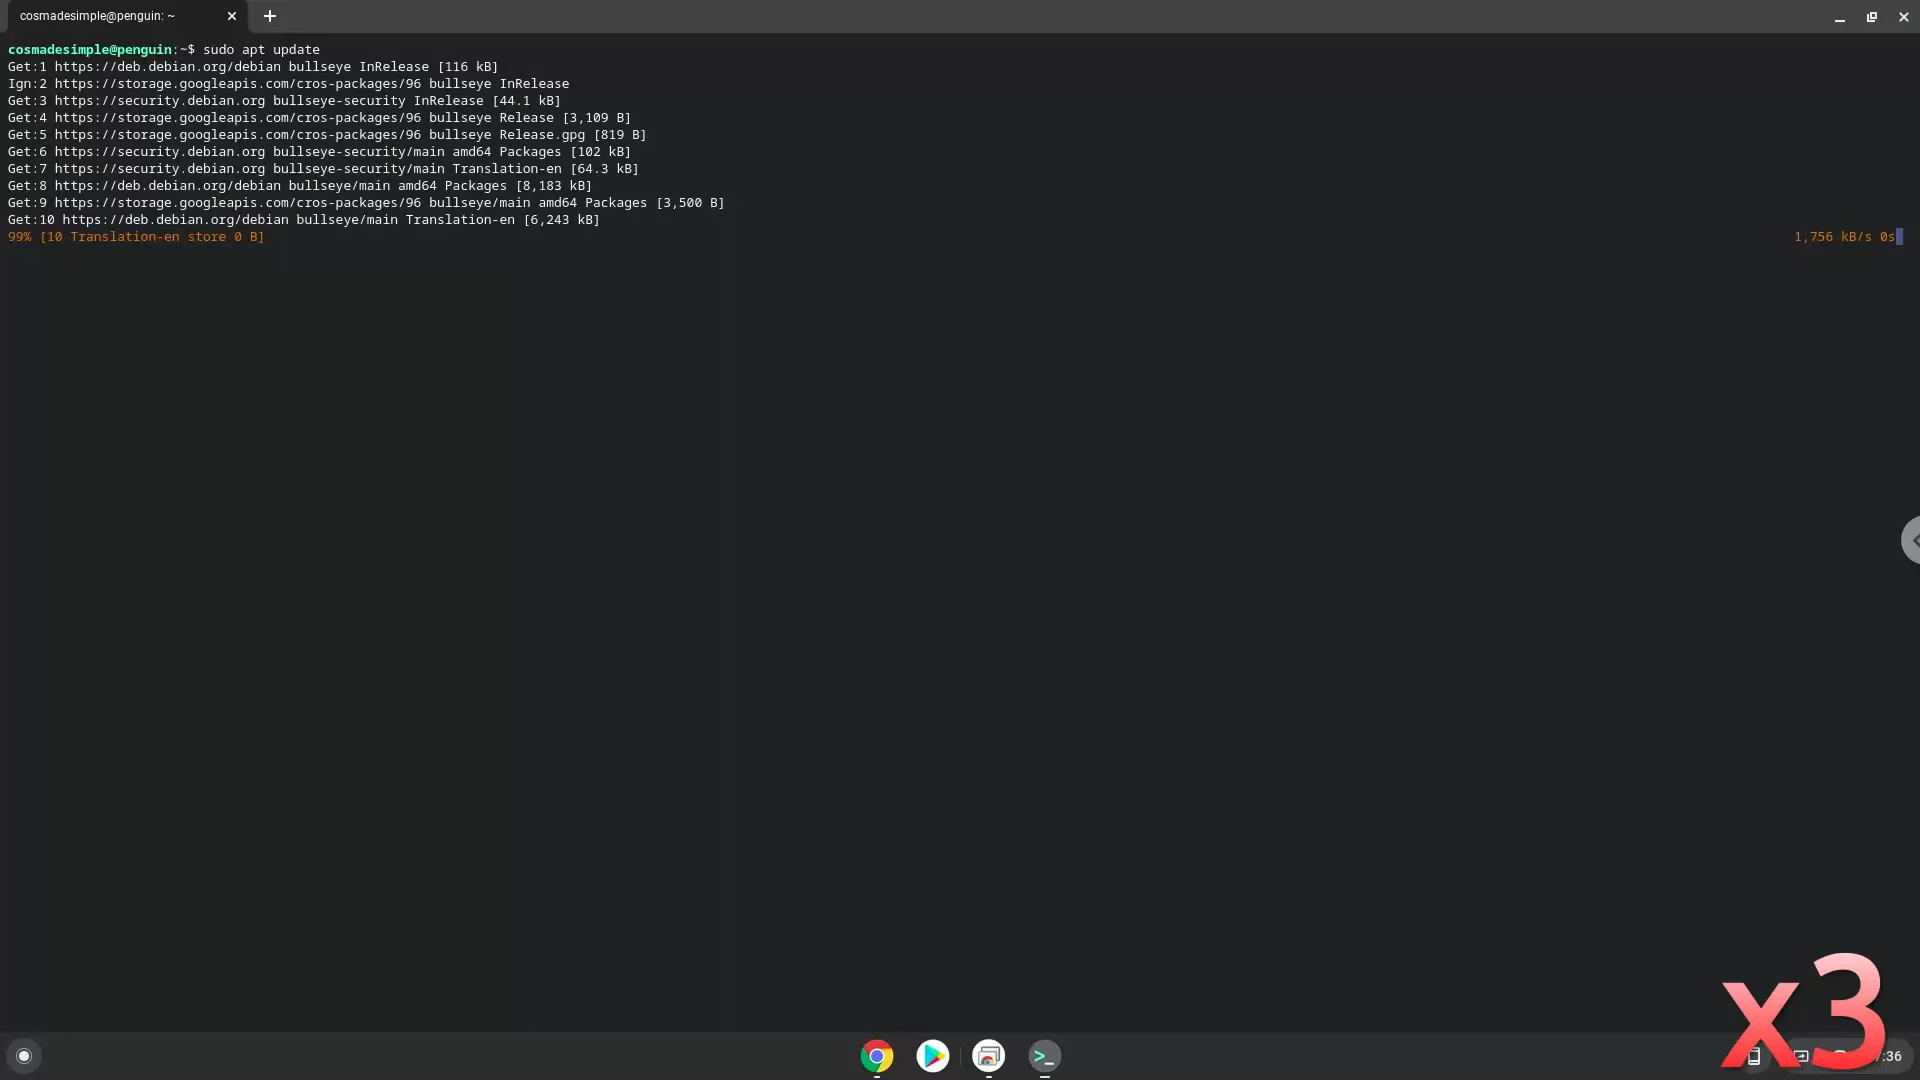 cosmadesimple@penguin: ~
cosmadesimple@penguin:~$ sudo apt update
Get:1 https://deb.debian.org/debian bullseye InRelease [116 kB]
Ign:2 https://storage.googleapis.com/cros-packages/96 bullseye InRelease
Get:3 https://security.debian.org bullseye-security InRelease [44.1 kB]
Get:4 https://storage.googleapis.com/cros-packages/96 bullseye Release [3,109 B]
Get:5 https://storage.googleapis.com/cros-packages/96 bullseye Release.gpg [819 B]
Get:6 https://security.debian.org bullseye-security/main amd64 Packages [102 kB]
Get:7 https://security.debian.org bullseye-security/main Translation-en [64.3 kB]
Get:8 https://deb.debian.org/debian bullseye/main amd64 Packages [8,183 kB]
Get:9 https://storage.googleapis.com/cros-packages/96 bullseye/main amd64 Packages [3,500 B]
Get:10 https://deb.debian.org/debian bullseye/main Translation-en [6,243 kB]
99% [10 Translation-en store 0 B] 1,756 kB/s 0s
x3
:36